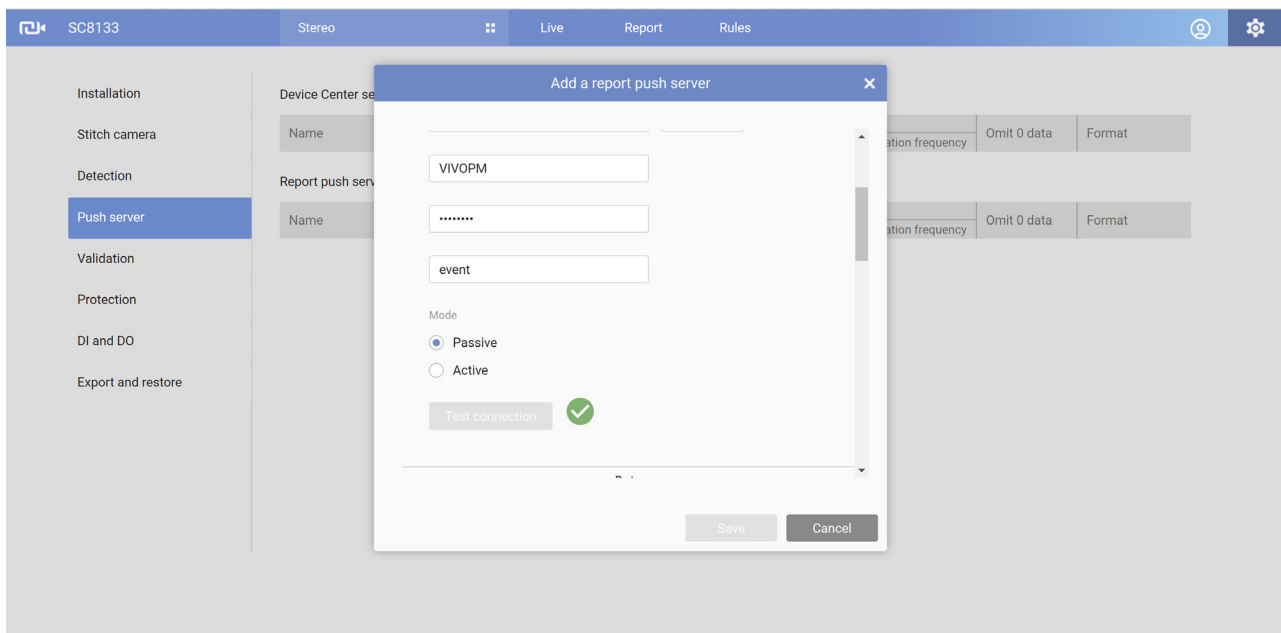 SC8133 Stereo Live Report Rules
Add a report push server
Installation
Stitch camera
Detection
Push server
Validation
Protection
DI and DO
Export and restore
Device Center se
Name ation frequency Omit 0 data Format
Report push serv
Name ation frequency Omit 0 data Format
VIVOPM
••••••••
event
Mode
Passive
Active
Test connection
Save Cancel